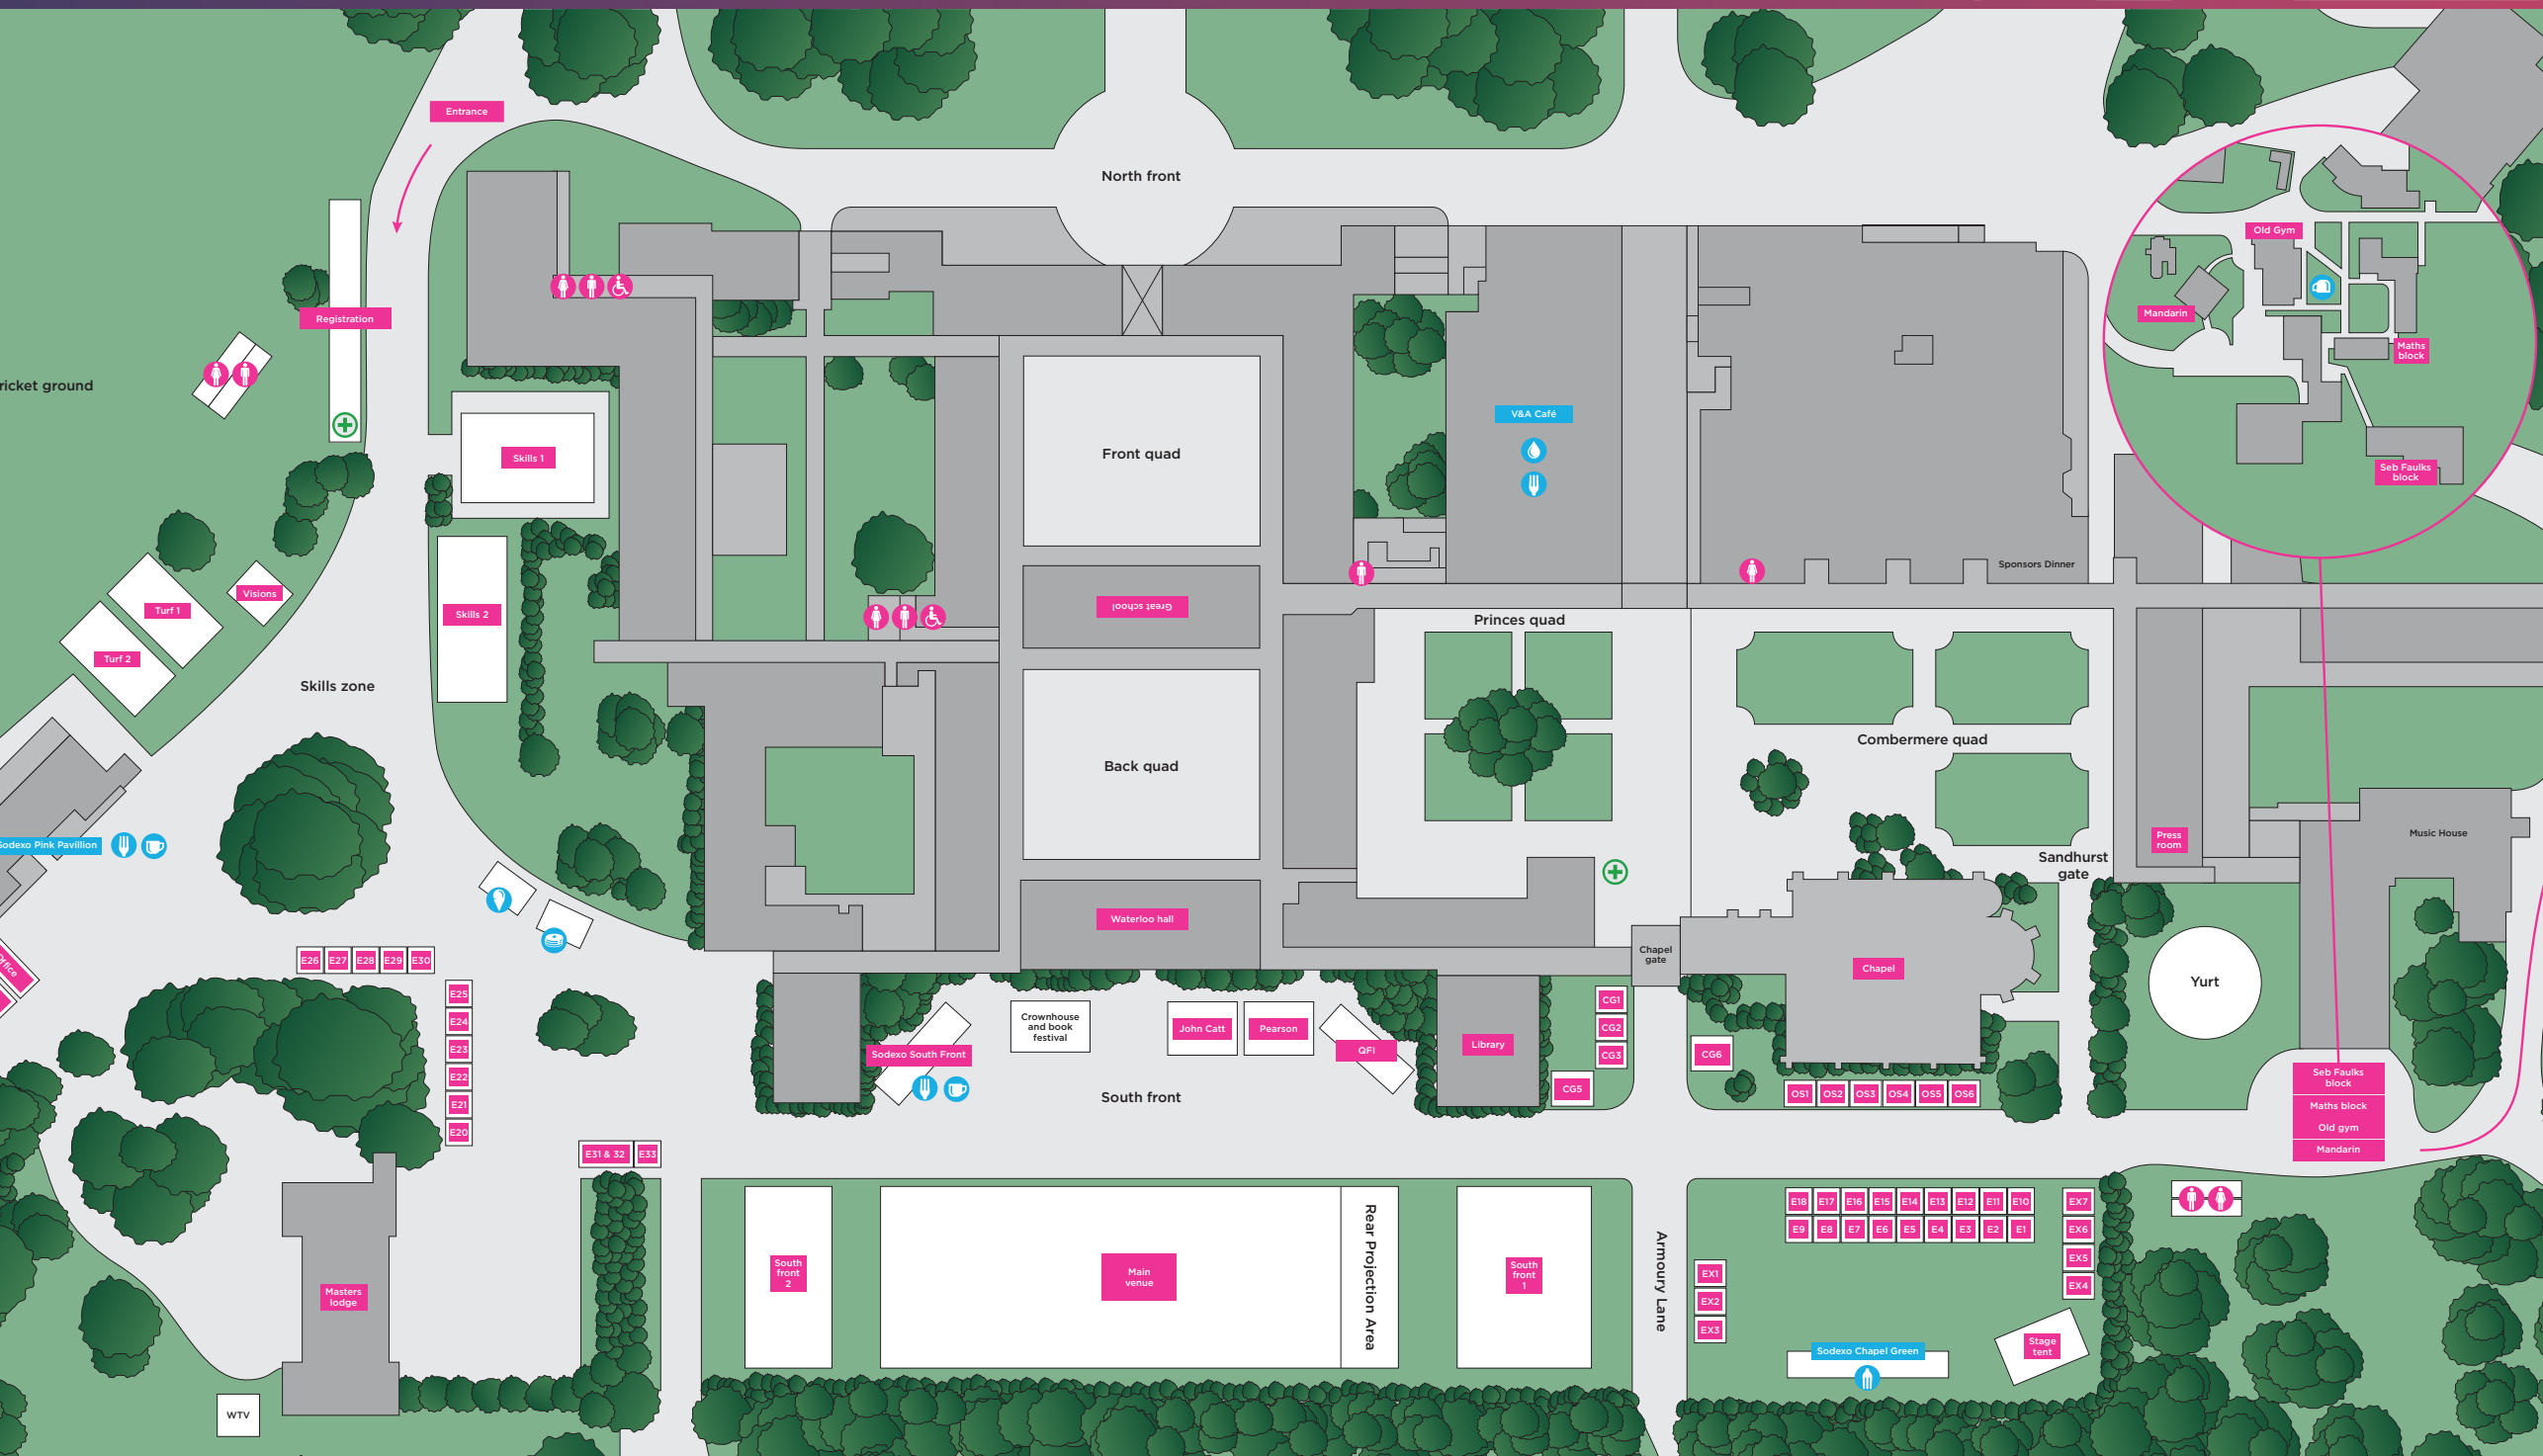 Entrance
North front
Old Gym
Mandarin
Maths
block
Seb Faulks
block
Registration
ricket ground
Skills 1
Front quad
V&A Café
Sponsors Dinner
Visions
Turf 1
Turf 2
Skills 2
Great school
Princes quad
Skills zone
Combermere quad
Back quad
Sodexo Pink Pavillion
Press
room
Music House
Sandhurst
gate
Waterloo hall
Chapel
gate
Chapel
Yurt
Office
E26
E27
E28
E29
E30
E25
E24
E23
E22
E21
E20
Crownhouse
and book
festival
John Catt
Pearson
QFI
Sodexo South Front
Library
CG1
CG2
CG3
CG5
CG6
OS1
OS2
OS3
OS4
OS5
OS6
South front
Seb Faulks
block
Maths block
Old gym
Mandarin
E31 & 32
E33
E18
E17
E16
E15
E14
E13
E12
E11
E10
E9
E8
E7
E6
E5
E4
E3
E2
E1
EX7
EX6
EX5
EX4
EX1
EX2
EX3
South
front
2
Main
venue
Rear Projection Area
South
front
1
Armoury Lane
Masters
lodge
Sodexo Chapel Green
Stage
tent
WTV